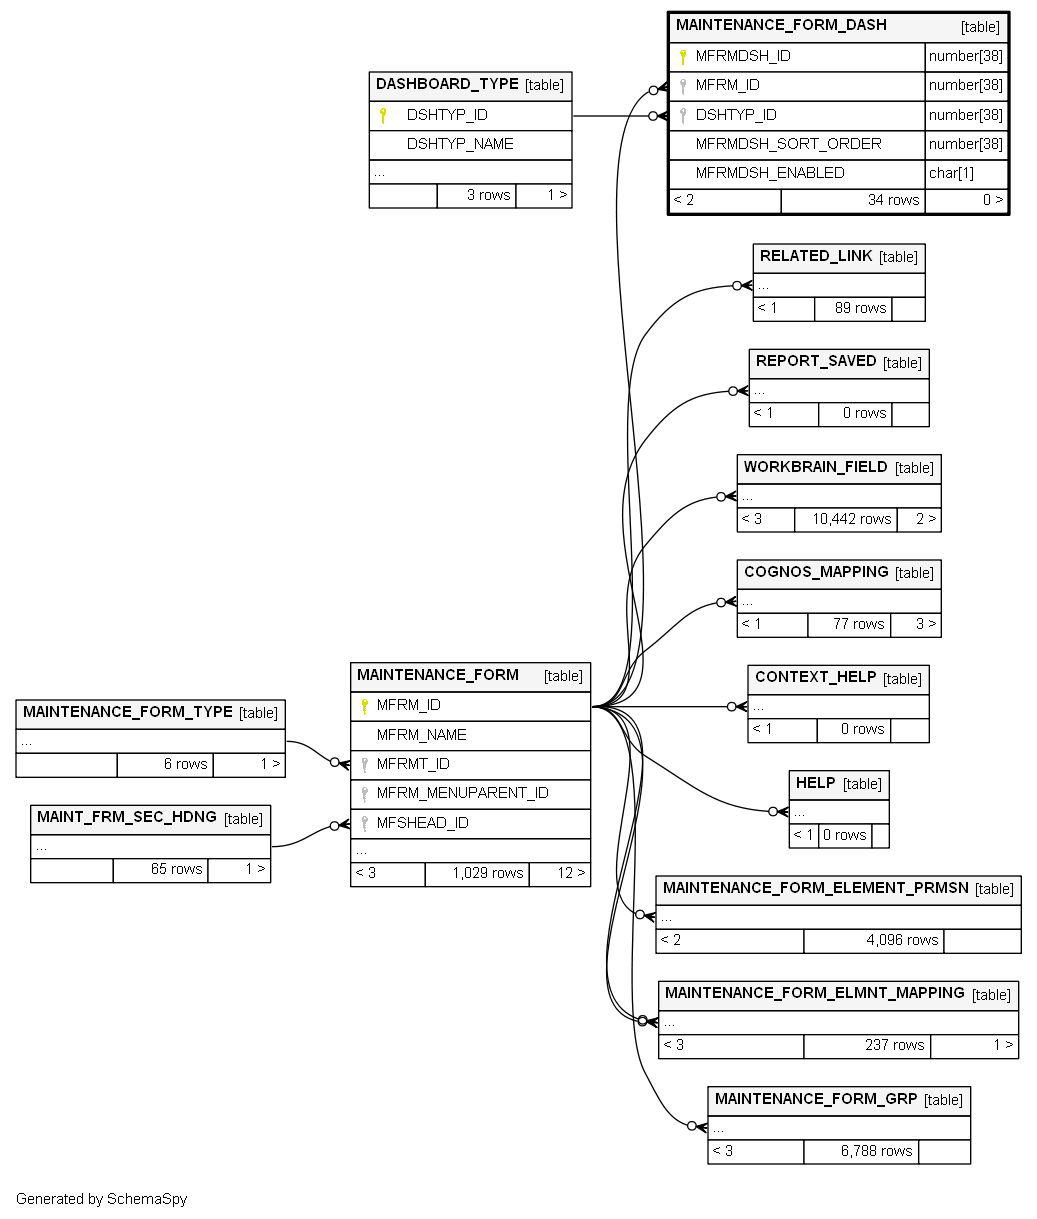 MAINTENANCE_FORM_DASH [table]
MFRMDSH_ID number[38]
MFRM_ID number[38]
DSHTYP_ID number[38]
MFRMDSH_SORT_ORDER number[38]
MFRMDSH_ENABLED char[1]
< 2 34 rows 0 >
DASHBOARD_TYPE [table]
DSHTYP_ID
DSHTYP_NAME
...
3 rows 1 >
RELATED_LINK [table]
...
< 1 89 rows
REPORT_SAVED [table]
...
< 1 0 rows
WORKBRAIN_FIELD [table]
...
< 3 10,442 rows 2 >
COGNOS_MAPPING [table]
...
< 1 77 rows 3 >
MAINTENANCE_FORM [table]
MFRM_ID
MFRM_NAME
MFRMT_ID
MFRM_MENUPARENT_ID
MFSHEAD_ID
...
< 3 1,029 rows 12 >
CONTEXT_HELP [table]
...
< 1 0 rows
MAINTENANCE_FORM_TYPE [table]
...
6 rows 1 >
HELP [table]
...
< 1 0 rows
MAINT_FRM_SEC_HDNG [table]
...
65 rows 1 >
MAINTENANCE_FORM_ELEMENT_PRMSN [table]
...
< 2 4,096 rows
MAINTENANCE_FORM_ELMNT_MAPPING [table]
...
< 3 237 rows 1 >
MAINTENANCE_FORM_GRP [table]
...
< 3 6,788 rows
Generated by SchemaSpy